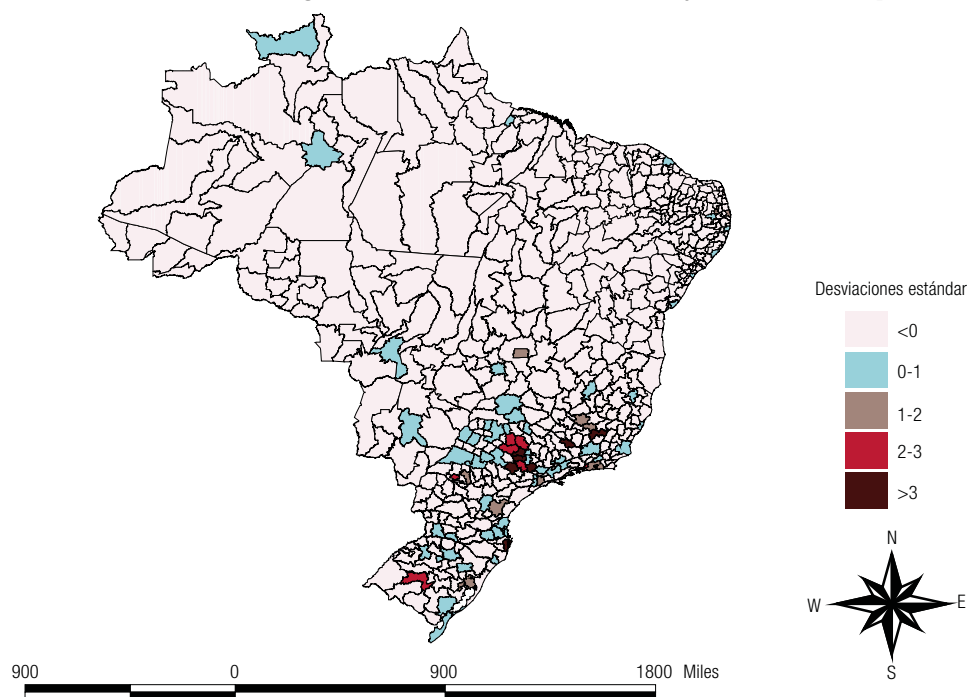 Desviaciones estándar
<0
0-1
1-2
2-3
>3
N
W
E
S
900 0 900 1800 Miles